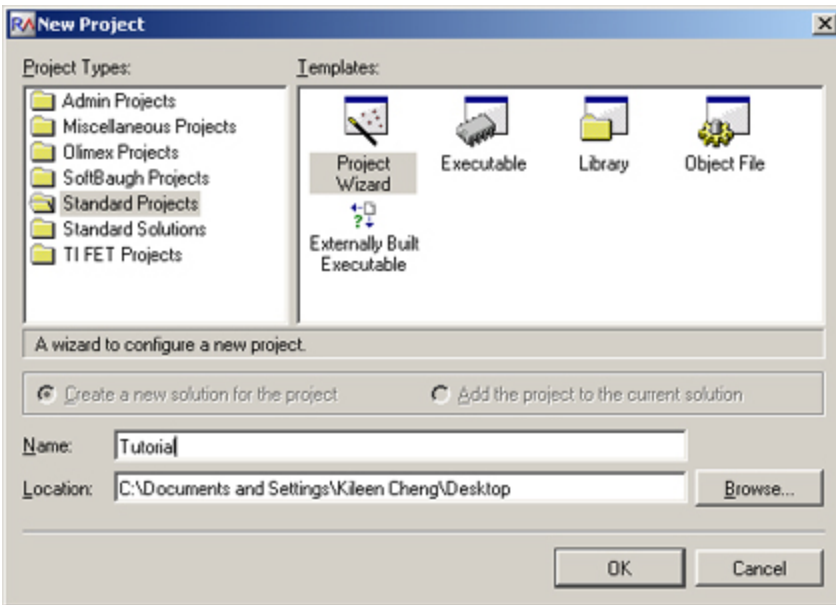 New Project
Project Types:
Templates:
Admin Projects
Miscellaneous Projects
Olimex Projects
SoftBaugh Projects
Standard Projects
Standard Solutions
TI FET Projects
Project
Wizard
Executable
Library
Object File
Externally Built
Executable
A wizard to configure a new project.
Create a new solution for the project
Add the project to the current solution
Name:
Tutorial
Location:
C:\Documents and Settings\Kileen Cheng\Desktop
Browse...
OK
Cancel